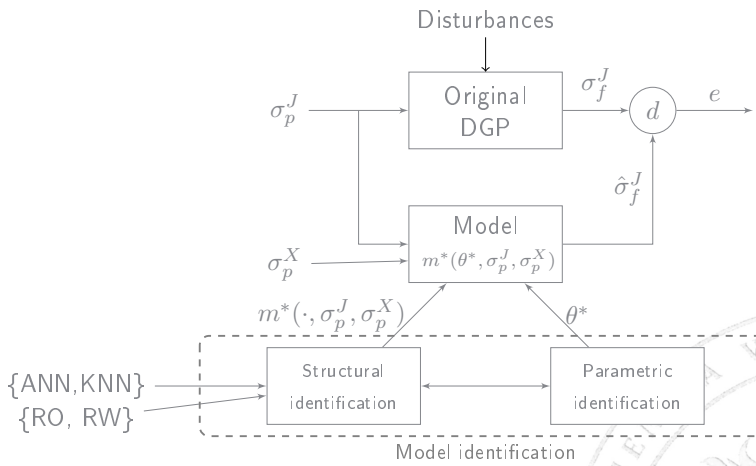 Disturbances
σ_p^J
Original
DGP
σ_f^J
d
e
σ̂_f^J
Model
m*(θ*, σ_p^J, σ_p^X)
σ_p^X
m*(·, σ_p^J, σ_p^X)
θ*
Structural
identification
Parametric
identification
{ANN,KNN}
{RO, RW}
Model identification